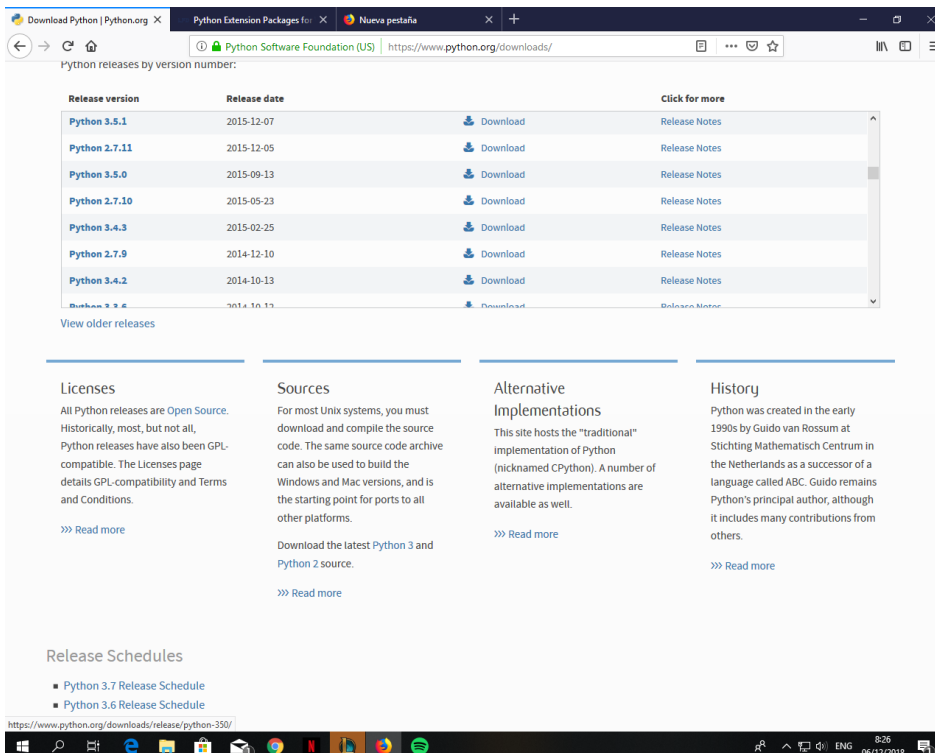 Download Python | Python.org
Python Extension Packages for
Nueva pestaña
Python Software Foundation (US) https://www.python.org/downloads/
Python releases by version number:
Release version Release date Click for more
Python 3.5.1 2015-12-07 Download Release Notes
Python 2.7.11 2015-12-05 Download Release Notes
Python 3.5.0 2015-09-13 Download Release Notes
Python 2.7.10 2015-05-23 Download Release Notes
Python 3.4.3 2015-02-25 Download Release Notes
Python 2.7.9 2014-12-10 Download Release Notes
Python 3.4.2 2014-10-13 Download Release Notes
Python 3.3.6 2014-10-12 Download Release Notes
View older releases
Licenses
All Python releases are Open Source.
Historically, most, but not all,
Python releases have also been GPL-
compatible. The Licenses page
details GPL-compatibility and Terms
and Conditions.
>>> Read more
Sources
For most Unix systems, you must
download and compile the source
code. The same source code archive
can also be used to build the
Windows and Mac versions, and is
the starting point for ports to all
other platforms.
Download the latest Python 3 and
Python 2 source.
>>> Read more
Alternative
Implementations
This site hosts the "traditional"
implementation of Python
(nicknamed CPython). A number of
alternative implementations are
available as well.
>>> Read more
History
Python was created in the early
1990s by Guido van Rossum at
Stichting Mathematisch Centrum in
the Netherlands as a successor of a
language called ABC. Guido remains
Python's principal author, although
it includes many contributions from
others.
>>> Read more
Release Schedules
Python 3.7 Release Schedule
Python 3.6 Release Schedule
https://www.python.org/downloads/release/python-350/
ENG
8:26
06/12/2018